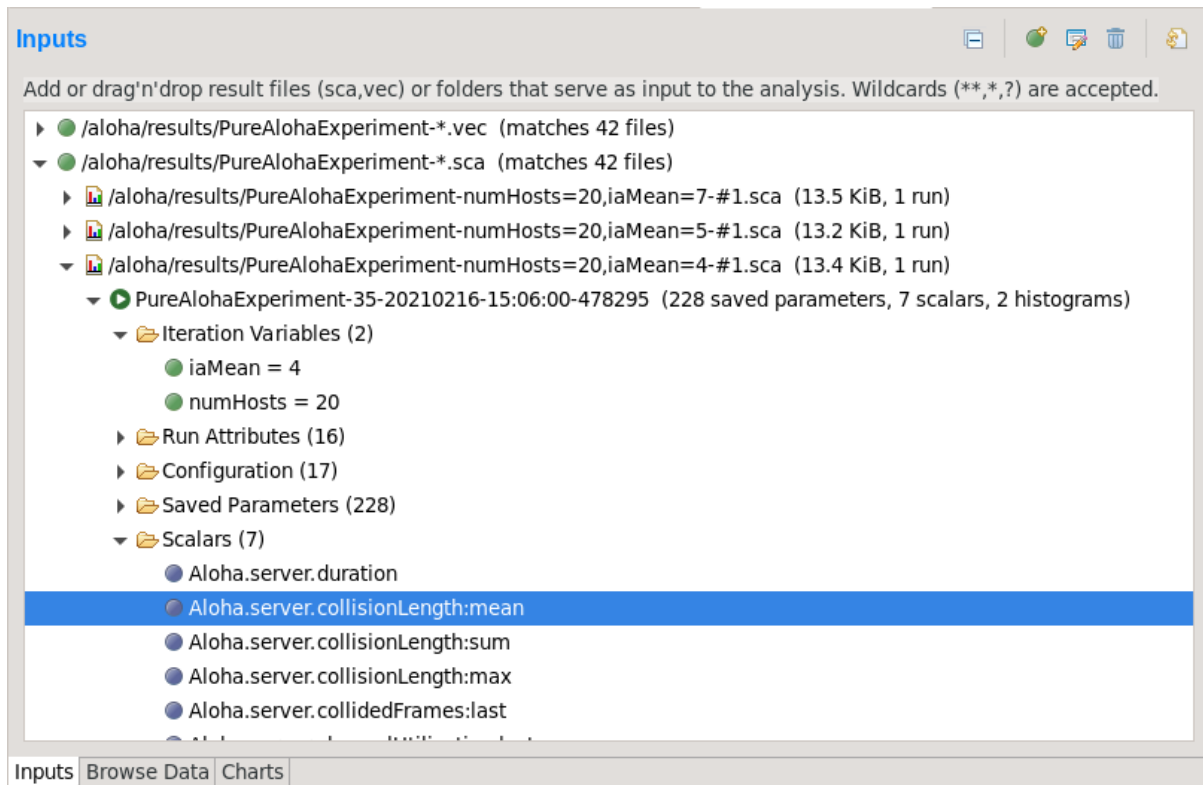 Inputs
Add or drag'n'drop result files (sca,vec) or folders that serve as input to the analysis. Wildcards (**,*,?) are accepted.
/aloha/results/PureAlohaExperiment-*.vec (matches 42 files)
/aloha/results/PureAlohaExperiment-*.sca (matches 42 files)
/aloha/results/PureAlohaExperiment-numHosts=20,iaMean=7-#1.sca (13.5 KiB, 1 run)
/aloha/results/PureAlohaExperiment-numHosts=20,iaMean=5-#1.sca (13.2 KiB, 1 run)
/aloha/results/PureAlohaExperiment-numHosts=20,iaMean=4-#1.sca (13.4 KiB, 1 run)
PureAlohaExperiment-35-20210216-15:06:00-478295 (228 saved parameters, 7 scalars, 2 histograms)
Iteration Variables (2)
iaMean = 4
numHosts = 20
Run Attributes (16)
Configuration (17)
Saved Parameters (228)
Scalars (7)
Aloha.server.duration
Aloha.server.collisionLength:mean
Aloha.server.collisionLength:sum
Aloha.server.collisionLength:max
Aloha.server.collidedFrames:last
Inputs Browse Data Charts